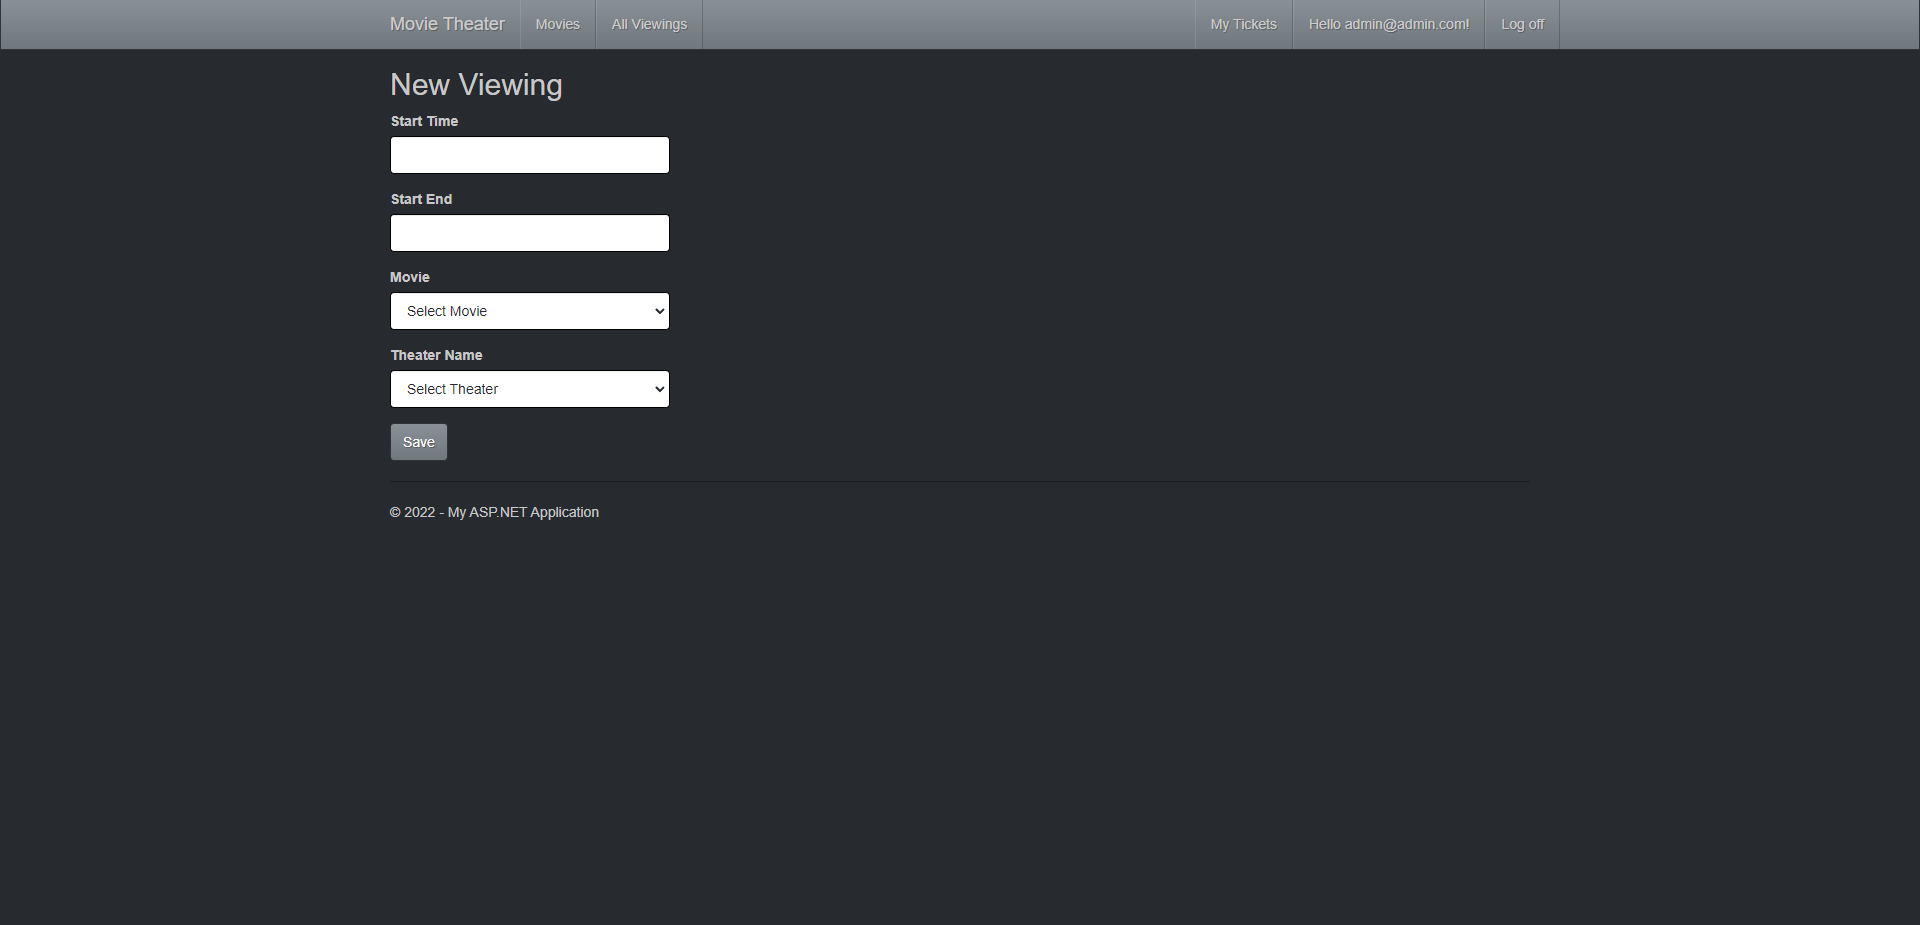 Movie Theater Movies All Viewings My Tickets Hello admin@admin.com! Log off
New Viewing
Start Time
Start End
Movie
Select Movie
Theater Name
Select Theater
Save
© 2022 - My ASP.NET Application